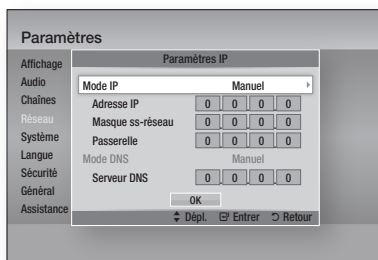 Paramètres
Affichage
Audio
Chaînes
Réseau
Système
Langue
Sécurité
Général
Assistance
Paramètres IP
Mode IP Manuel
Adresse IP 0 . 0 . 0 . 0
Masque ss-réseau 0 . 0 . 0 . 0
Passerelle 0 . 0 . 0 . 0
Mode DNS Manuel
Serveur DNS 0 . 0 . 0 . 0
OK
Dépl. Entrer Retour